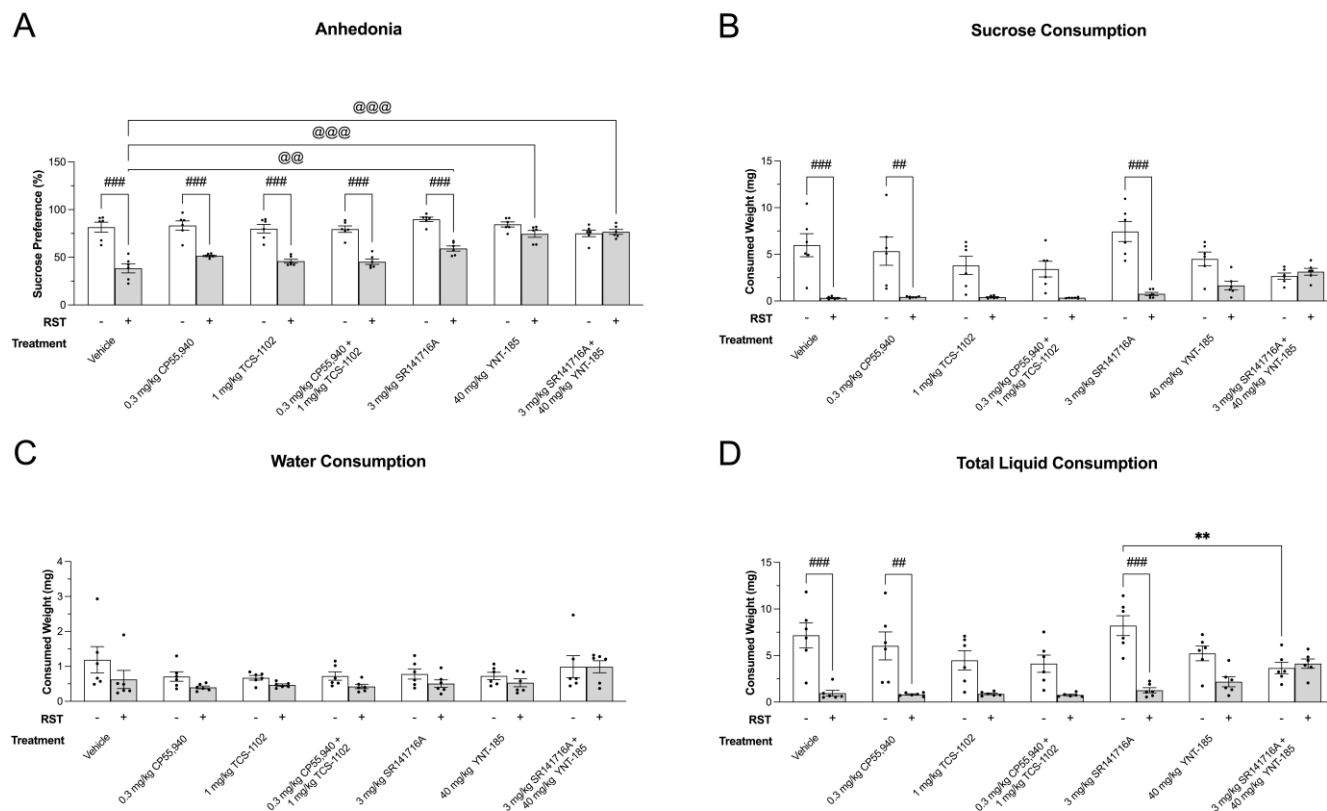 A
Anhedonia
@@@
@@@
@@
###
###
###
###
###
Sucrose Preference (%)
150
100
50
0
RST
- + - + - + - + - + - + - +
Treatment
Vehicle
0.3 mg/kg CP55,940
1 mg/kg TCS-1102
0.3 mg/kg CP55,940 +
1 mg/kg TCS-1102
3 mg/kg SR141716A
40 mg/kg YNT-185
3 mg/kg SR141716A +
40 mg/kg YNT-185
B
Sucrose Consumption
###
##
###
Consumed Weight (mg)
15
10
5
0
RST
- + - + - + - + - + - + - +
Treatment
Vehicle
0.3 mg/kg CP55,940
1 mg/kg TCS-1102
0.3 mg/kg CP55,940 +
1 mg/kg TCS-1102
3 mg/kg SR141716A
40 mg/kg YNT-185
3 mg/kg SR141716A +
40 mg/kg YNT-185
C
Water Consumption
Consumed Weight (mg)
4
3
2
1
0
RST
- + - + - + - + - + - + - +
Treatment
Vehicle
0.3 mg/kg CP55,940
1 mg/kg TCS-1102
0.3 mg/kg CP55,940 +
1 mg/kg TCS-1102
3 mg/kg SR141716A
40 mg/kg YNT-185
3 mg/kg SR141716A +
40 mg/kg YNT-185
D
Total Liquid Consumption
**
###
##
###
Consumed Weight (mg)
15
10
5
0
RST
- + - + - + - + - + - + - +
Treatment
Vehicle
0.3 mg/kg CP55,940
1 mg/kg TCS-1102
0.3 mg/kg CP55,940 +
1 mg/kg TCS-1102
3 mg/kg SR141716A
40 mg/kg YNT-185
3 mg/kg SR141716A +
40 mg/kg YNT-185